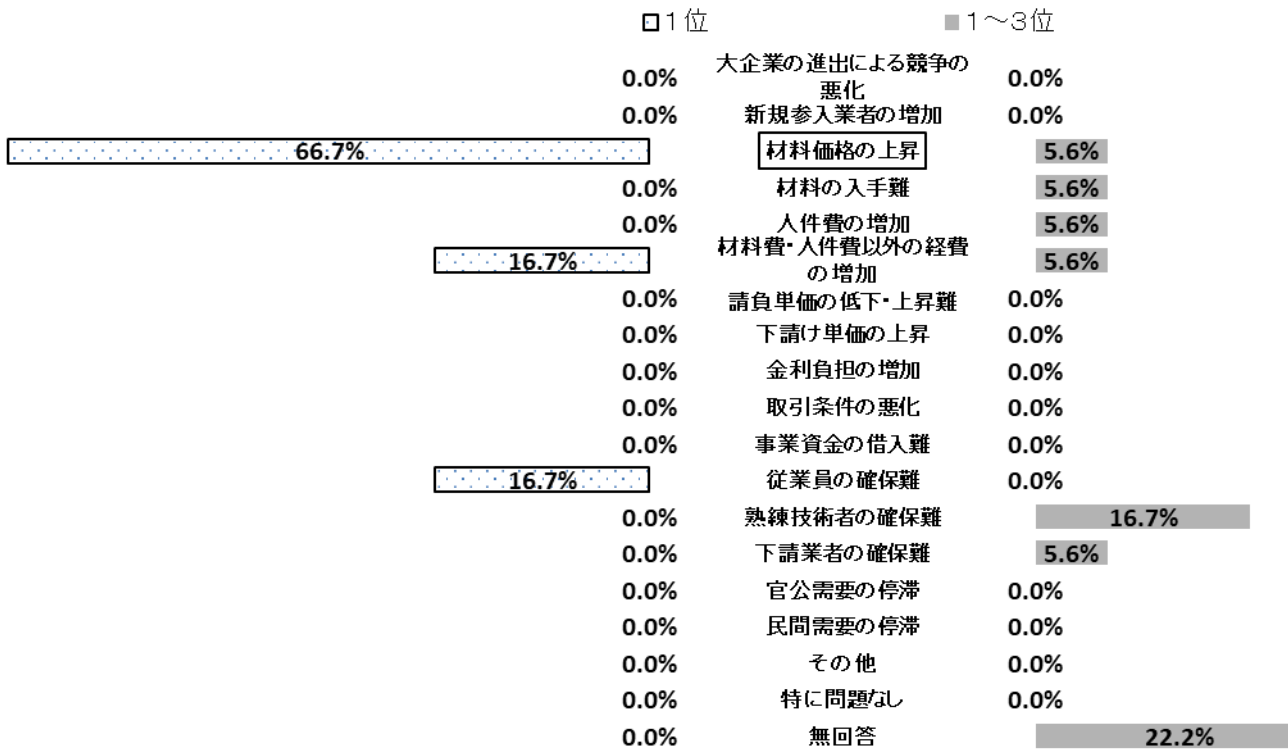 1位 1～3位
0.0% 大企業の進出による競争の 0.0%
悪化
0.0% 新規参入業者の増加 0.0%
66.7% 材料価格の上昇 5.6%
0.0% 材料の入手難 5.6%
0.0% 人件費の増加 5.6%
16.7% 材料費・人件費以外の経費 5.6%
の増加
0.0% 請負単価の低下・上昇難 0.0%
0.0% 下請け単価の上昇 0.0%
0.0% 金利負担の増加 0.0%
0.0% 取引条件の悪化 0.0%
0.0% 事業資金の借入難 0.0%
16.7% 従業員の確保難 0.0%
0.0% 熟練技術者の確保難 16.7%
0.0% 下請業者の確保難 5.6%
0.0% 官公需要の停滞 0.0%
0.0% 民間需要の停滞 0.0%
0.0% その他 0.0%
0.0% 特に問題なし 0.0%
0.0% 無回答 22.2%